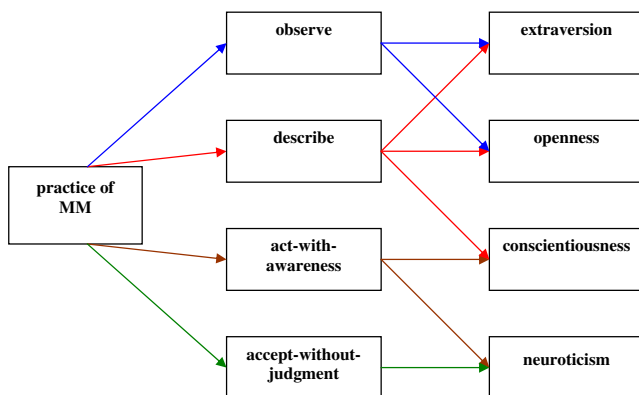 observe
extraversion
describe
openness
practice of
MM
act-with-
awareness
conscientiousness
accept-without-
judgment
neuroticism